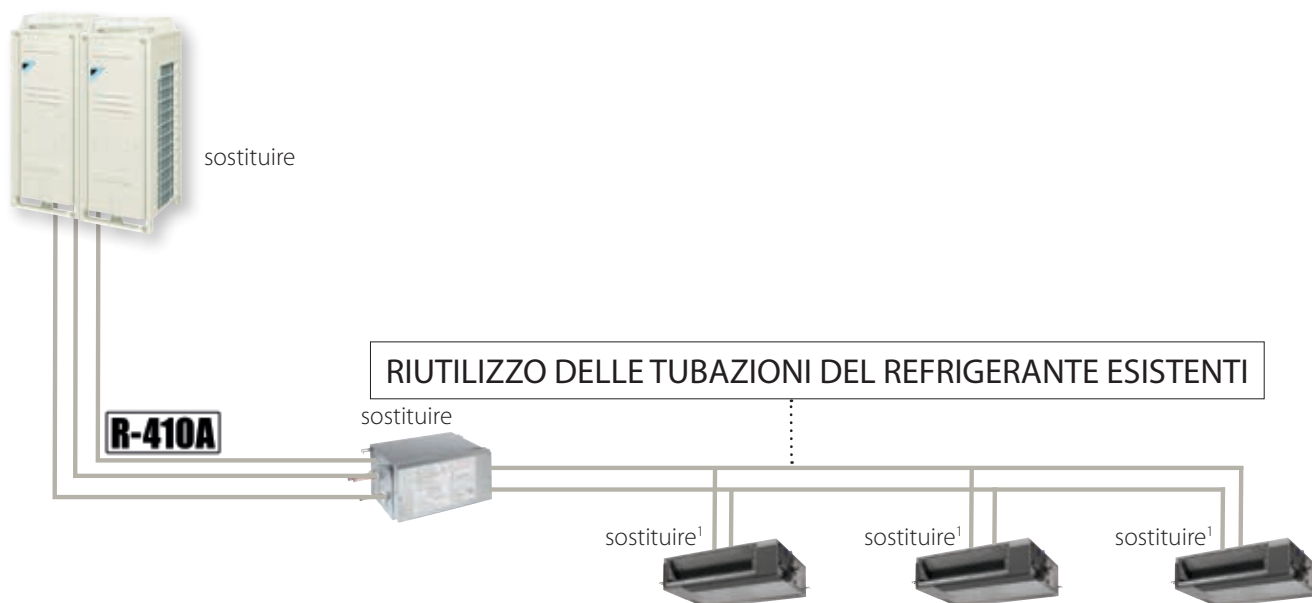 sostituire
RIUTILIZZO DELLE TUBAZIONI DEL REFRIGERANTE ESISTENTI
sostituire
R-410A
sostituire¹
sostituire¹
sostituire¹